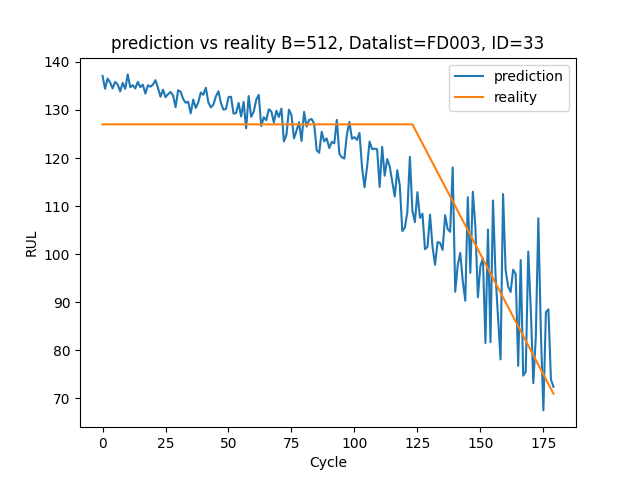 prediction vs reality B=512, Datalist=FD003, ID=33
prediction
reality
RUL
140
130
120
110
100
90
80
70
0 25 50 75 100 125 150 175
Cycle